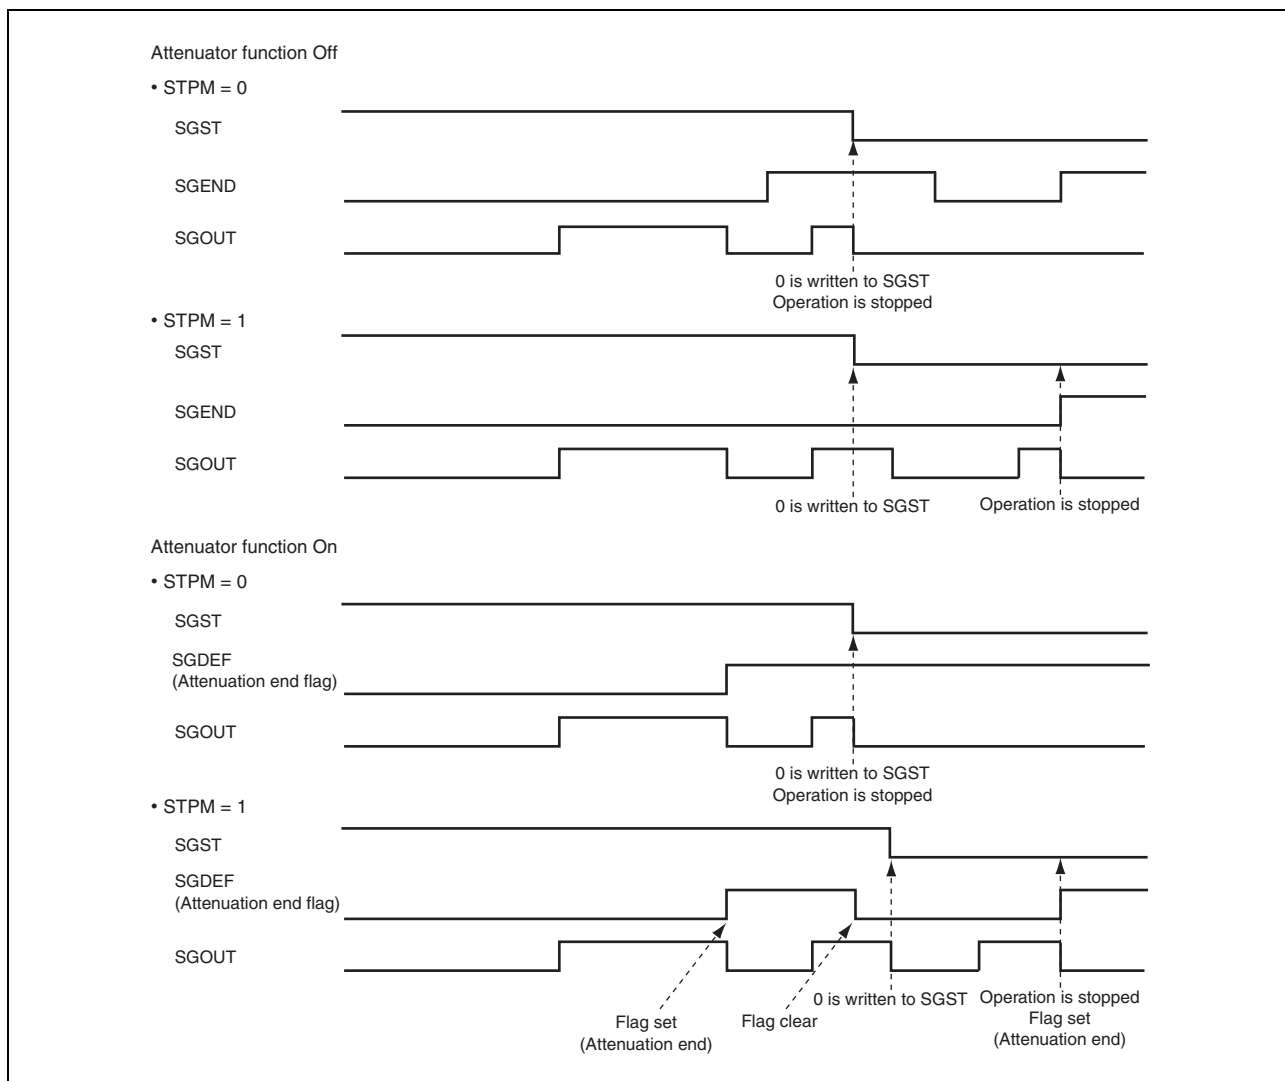 Attenuator function Off
• STPM = 0
SGST
SGEND
SGOUT
0 is written to SGST
Operation is stopped
• STPM = 1
SGST
SGEND
SGOUT
0 is written to SGST
Operation is stopped
Attenuator function On
• STPM = 0
SGST
SGDEF
(Attenuation end flag)
SGOUT
0 is written to SGST
Operation is stopped
• STPM = 1
SGST
SGDEF
(Attenuation end flag)
SGOUT
Flag set
(Attenuation end)
Flag clear
0 is written to SGST
Operation is stopped
Flag set
(Attenuation end)